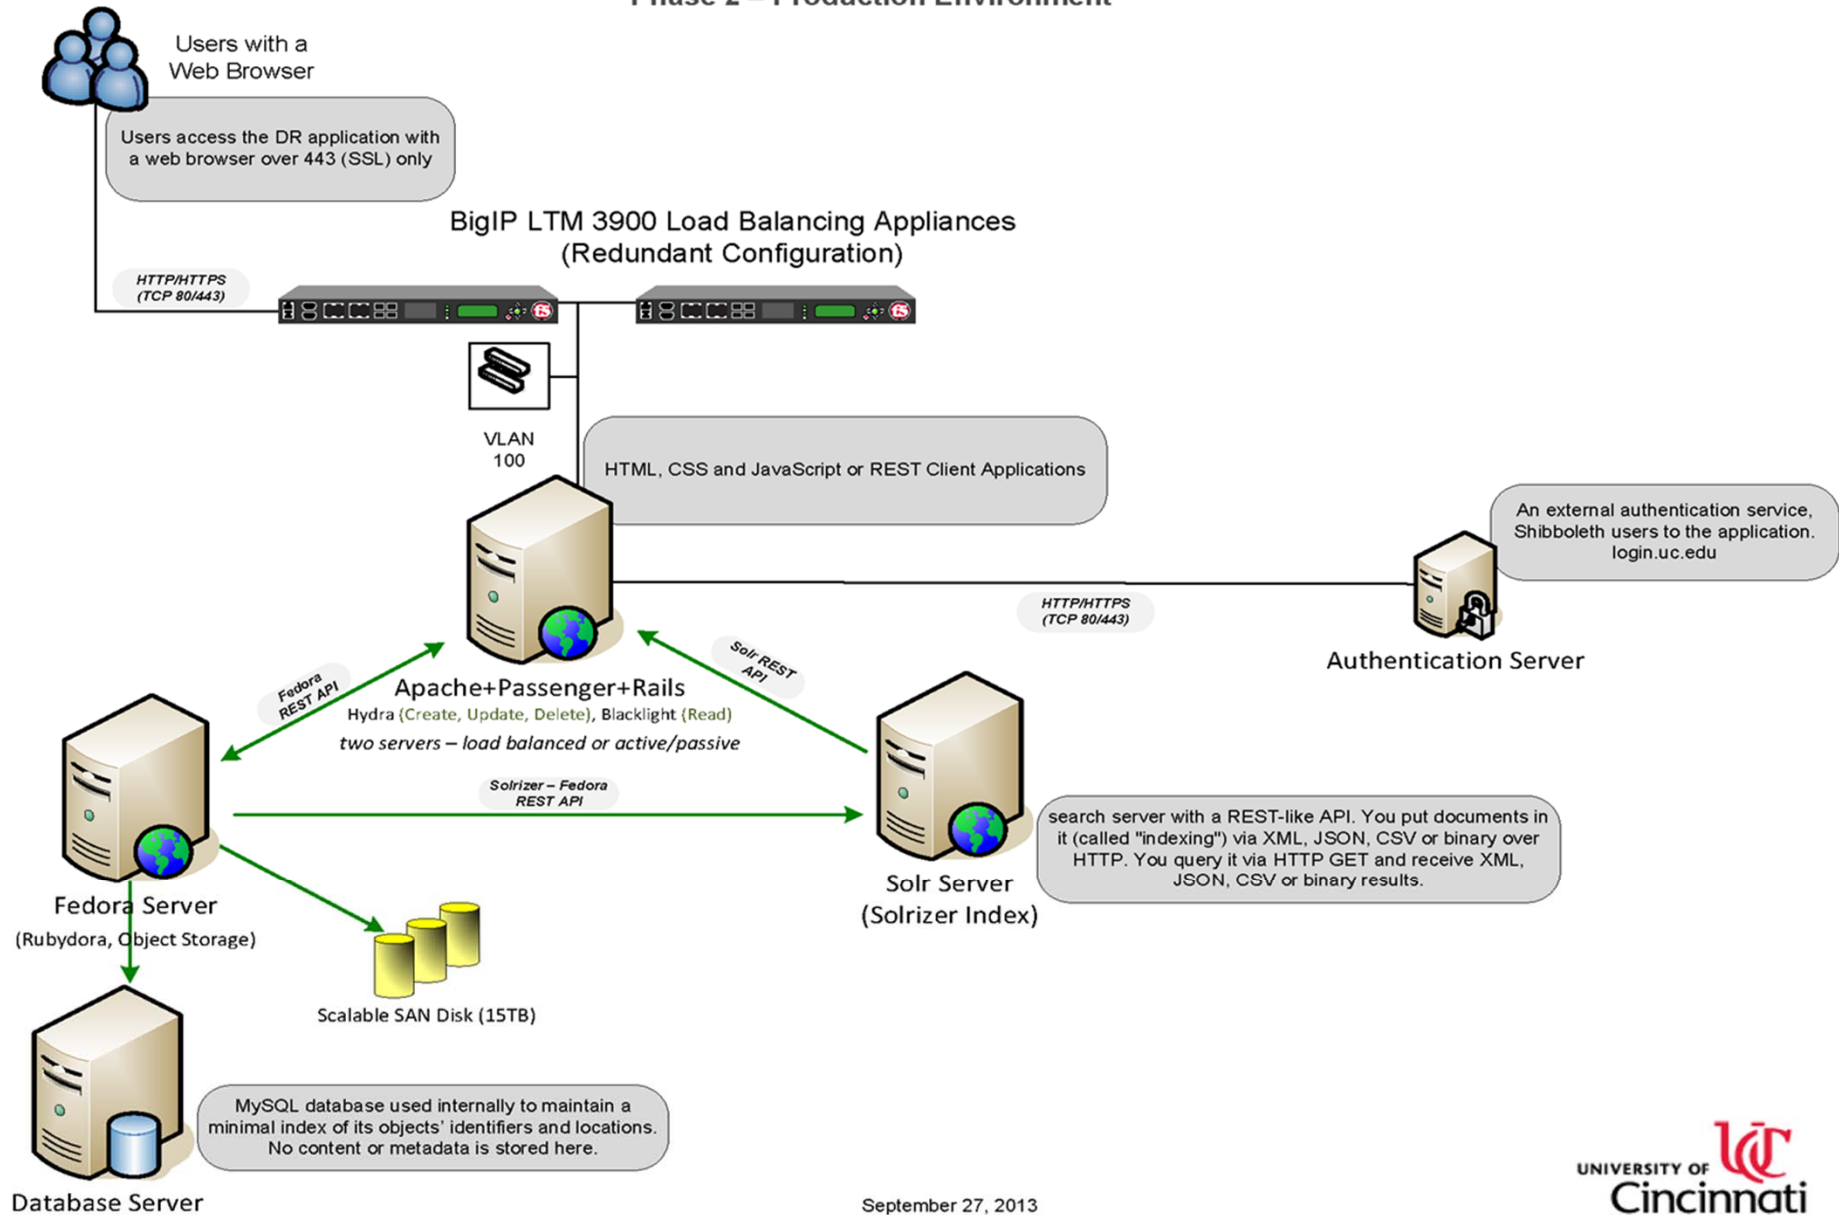 Phase 2 – Production Environment
Users with a
Web Browser
Users access the DR application with
a web browser over 443 (SSL) only
BigIP LTM 3900 Load Balancing Appliances
(Redundant Configuration)
HTTP/HTTPS
(TCP 80/443)
f5
f5
VLAN
100
HTML, CSS and JavaScript or REST Client Applications
An external authentication service,
Shibboleth users to the application.
login.uc.edu
HTTP/HTTPS
(TCP 80/443)
Authentication Server
Fedora
REST API
Solr REST
API
Apache+Passenger+Rails
Hydra (Create, Update, Delete), Blacklight (Read)
two servers – load balanced or active/passive
Solrizer – Fedora
REST API
search server with a REST-like API. You put documents in
it (called "indexing") via XML, JSON, CSV or binary over
HTTP. You query it via HTTP GET and receive XML,
JSON, CSV or binary results.
Solr Server
(Solrizer Index)
Fedora Server
(Rubydora, Object Storage)
Scalable SAN Disk (15TB)
MySQL database used internally to maintain a
minimal index of its objects' identifiers and locations.
No content or metadata is stored here.
Database Server
September 27, 2013
UC
UNIVERSITY OF
Cincinnati